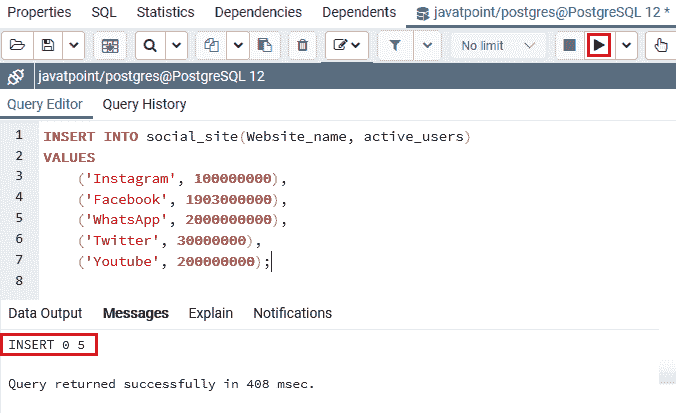 Properties SQL Statistics Dependencies Dependents javatpoint/postgres@PostgreSQL 12 *
No limit
javatpoint/postgres@PostgreSQL 12
Query Editor Query History
1 INSERT INTO social_site(Website_name, active_users)
2 VALUES
3 ('Instagram', 100000000),
4 ('Facebook', 1903000000),
5 ('WhatsApp', 2000000000),
6 ('Twitter', 30000000),
7 ('Youtube', 200000000);
8
Data Output Messages Explain Notifications
INSERT 0 5
Query returned successfully in 408 msec.